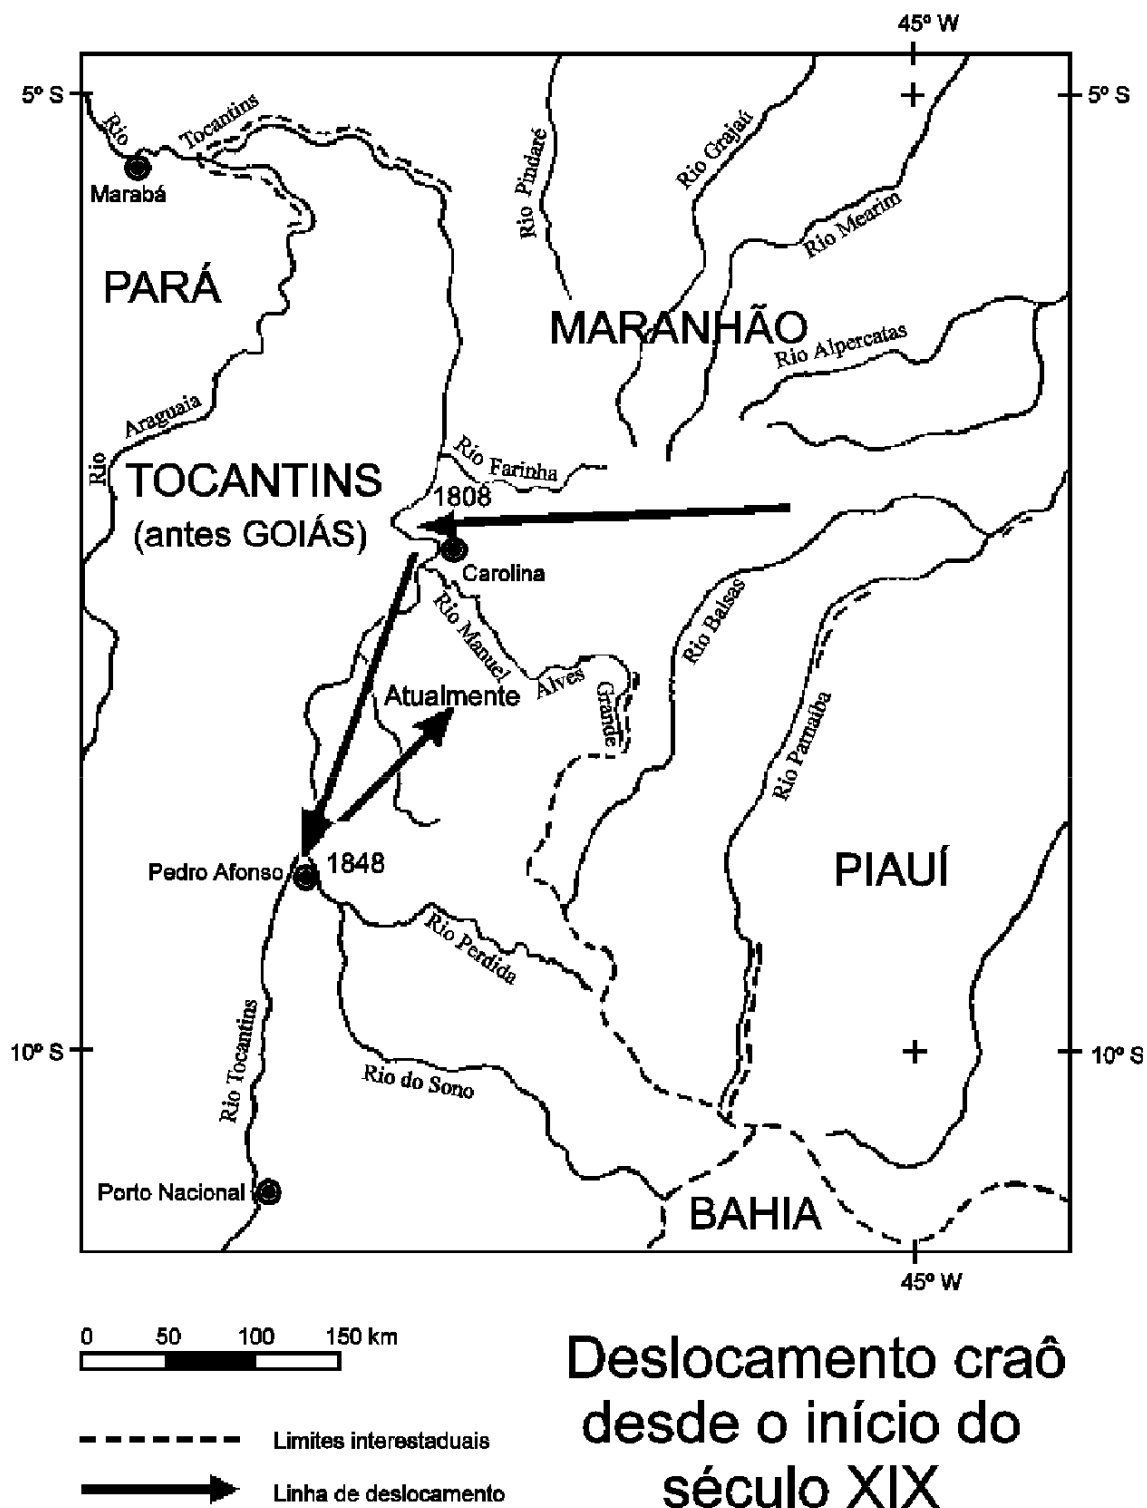 45º W
5º S
5º S
Rio
Tocantins
Marabá
Rio Pindaré
Rio Grajaú
Rio Mearim
PARÁ
MARANHÃO
Rio Alpercatas
Rio
Araguaia
Rio Farinha
TOCANTINS
(antes GOIÁS)
1808
Carolina
Rio Manuel
Alves
Grande
Rio Balsas
Atualmente
Rio Parnaíba
Pedro Afonso
1848
PIAUÍ
Rio Perdida
10º S
10º S
Rio Tocantins
Rio do Sono
Porto Nacional
BAHIA
45º W
0 50 100 150 km
Limites interestaduais
Linha de deslocamento
Deslocamento craô
desde o início do
século XIX